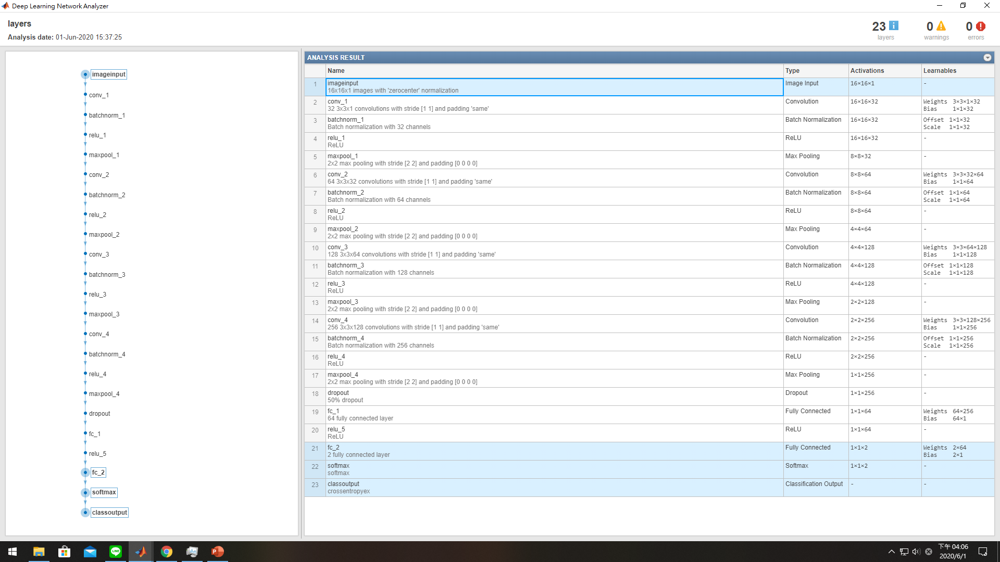 Deep Learning Network Analyzer
layers
Analysis date: 01-Jun-2020 15:37:25
23
layers
0
warnings
0
errors
imageinput
conv_1
batchnorm_1
relu_1
maxpool_1
conv_2
batchnorm_2
relu_2
maxpool_2
conv_3
batchnorm_3
relu_3
maxpool_3
conv_4
batchnorm_4
relu_4
maxpool_4
dropout
fc_1
relu_5
fc_2
softmax
classoutput
ANALYSIS RESULT
Name Type Activations Learnables
1 imageinput Image Input 16×16×1 -
16x16x1 images with 'zerocenter' normalization
2 conv_1 Convolution 16×16×32 Weights 3×3×1×32
32 3x3x1 convolutions with stride [1 1] and padding 'same' Bias 1×1×32
3 batchnorm_1 Batch Normalization 16×16×32 Offset 1×1×32
Batch normalization with 32 channels Scale 1×1×32
4 relu_1 ReLU 16×16×32 -
ReLU
5 maxpool_1 Max Pooling 8×8×32 -
2x2 max pooling with stride [2 2] and padding [0 0 0 0]
6 conv_2 Convolution 8×8×64 Weights 3×3×32×64
64 3x3x32 convolutions with stride [1 1] and padding 'same' Bias 1×1×64
7 batchnorm_2 Batch Normalization 8×8×64 Offset 1×1×64
Batch normalization with 64 channels Scale 1×1×64
8 relu_2 ReLU 8×8×64 -
ReLU
9 maxpool_2 Max Pooling 4×4×64 -
2x2 max pooling with stride [2 2] and padding [0 0 0 0]
10 conv_3 Convolution 4×4×128 Weights 3×3×64×128
128 3x3x64 convolutions with stride [1 1] and padding 'same' Bias 1×1×128
11 batchnorm_3 Batch Normalization 4×4×128 Offset 1×1×128
Batch normalization with 128 channels Scale 1×1×128
12 relu_3 ReLU 4×4×128 -
ReLU
13 maxpool_3 Max Pooling 2×2×128 -
2x2 max pooling with stride [2 2] and padding [0 0 0 0]
14 conv_4 Convolution 2×2×256 Weights 3×3×128×256
256 3x3x128 convolutions with stride [1 1] and padding 'same' Bias 1×1×256
15 batchnorm_4 Batch Normalization 2×2×256 Offset 1×1×256
Batch normalization with 256 channels Scale 1×1×256
16 relu_4 ReLU 2×2×256 -
ReLU
17 maxpool_4 Max Pooling 1×1×256 -
2x2 max pooling with stride [2 2] and padding [0 0 0 0]
18 dropout Dropout 1×1×256 -
50% dropout
19 fc_1 Fully Connected 1×1×64 Weights 64×256
64 fully connected layer Bias 64×1
20 relu_5 ReLU 1×1×64 -
ReLU
21 fc_2 Fully Connected 1×1×2 Weights 2×64
2 fully connected layer Bias 2×1
22 softmax Softmax 1×1×2 -
softmax
23 classoutput Classification Output - -
crossentropyex
LINE
下午 04:06
2020/6/1